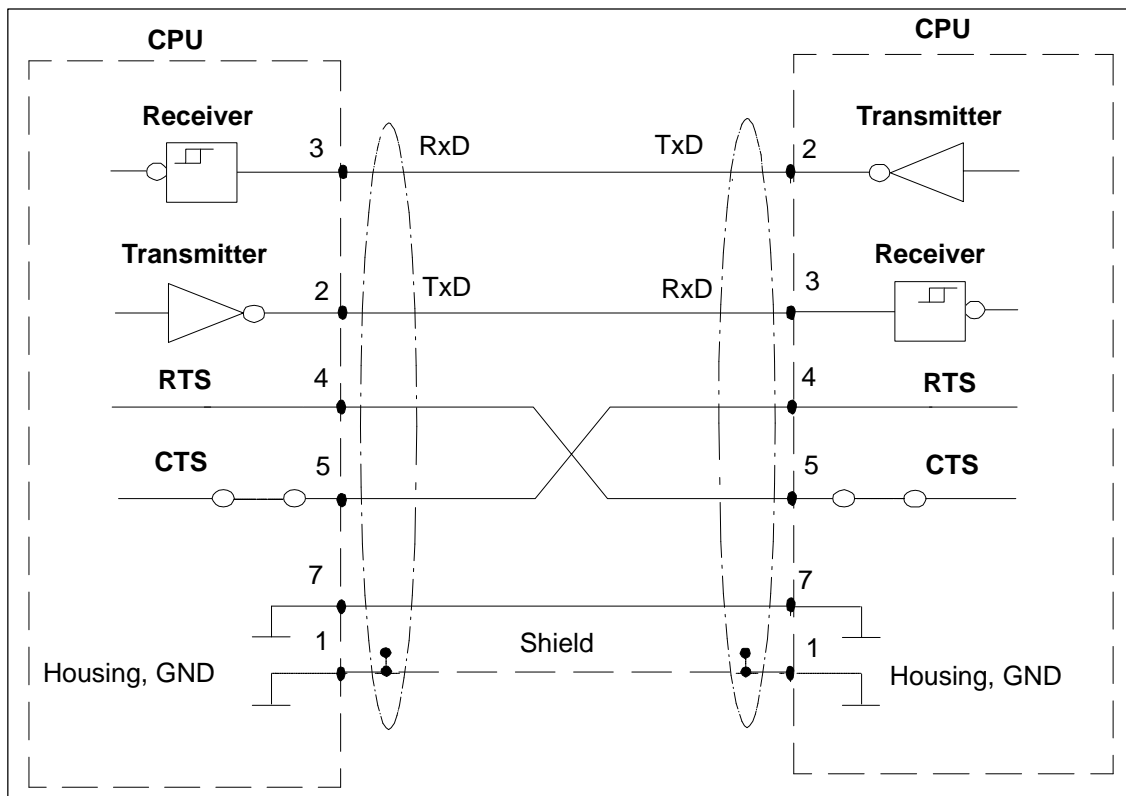 CPU
CPU
Receiver
Transmitter
3
RxD
TxD
2
Transmitter
Receiver
2
TxD
RxD
3
RTS
4
4
RTS
CTS
5
5
CTS
7
7
1
Shield
1
Housing, GND
Housing, GND